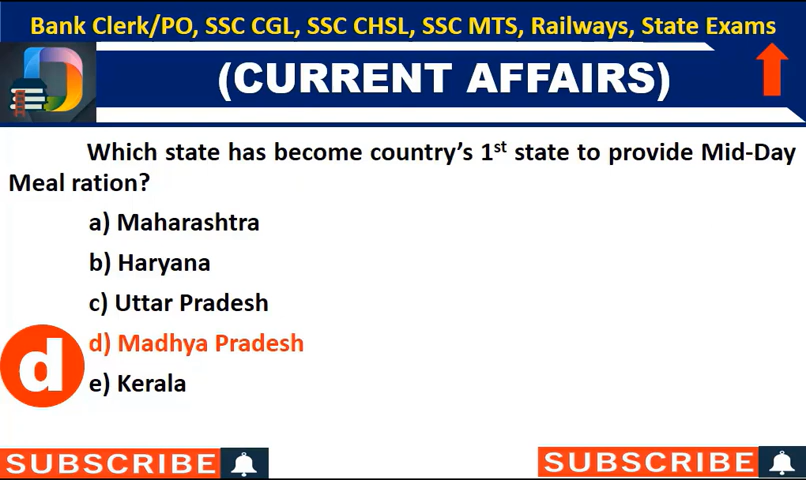 Bank Clerk/PO, SSC CGL, SSC CHSL, SSC MTS, Railways, State Exams
(CURRENT AFFAIRS)
Which state has become country's 1st state to provide Mid-Day
Meal ration?
a) Maharashtra
b) Haryana
c) Uttar Pradesh
d) Madhya Pradesh
d
e) Kerala
SUBSCRIBE
SUBSCRIBE